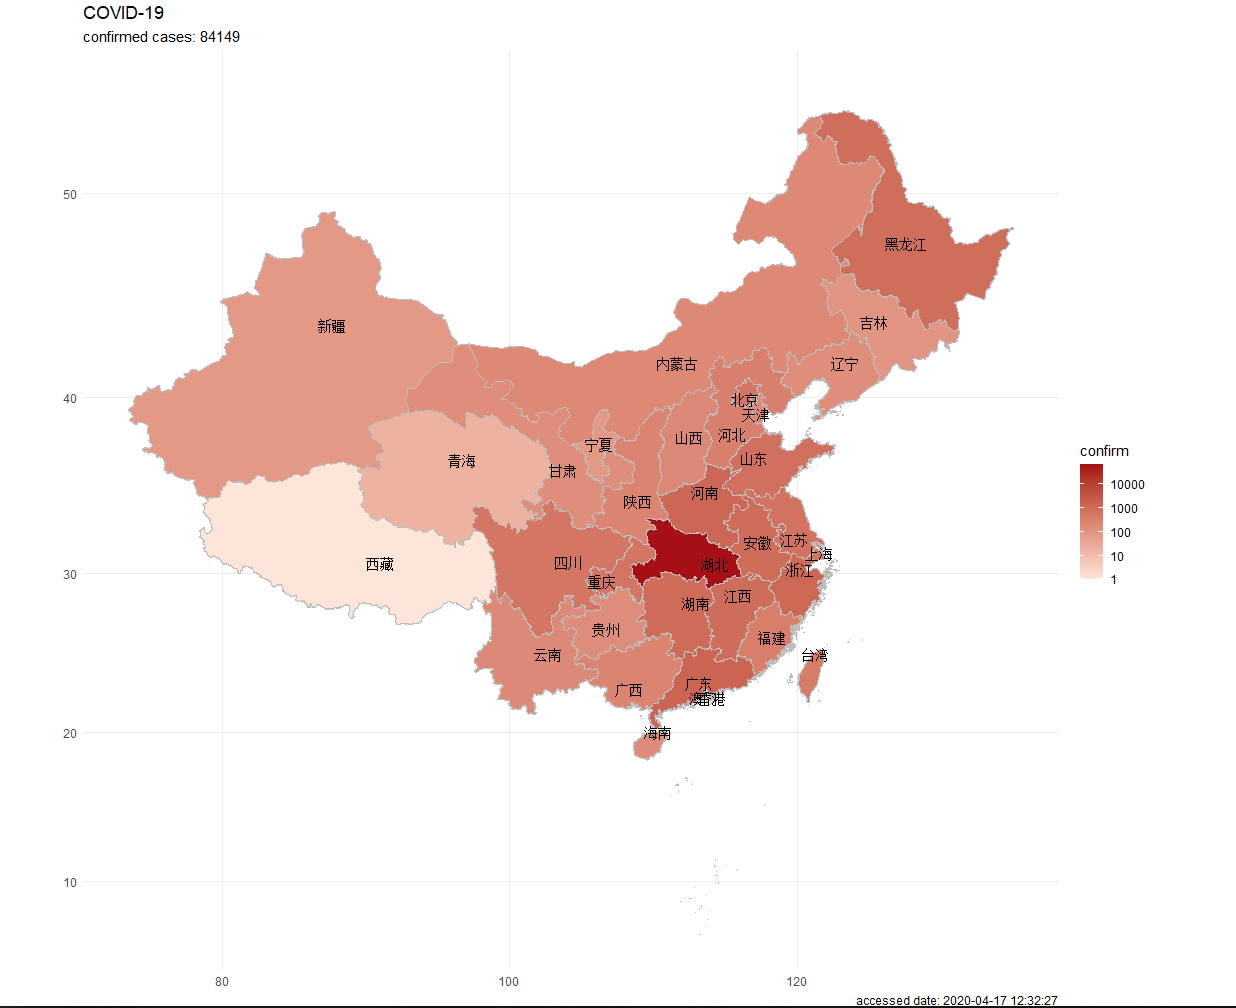 COVID-19
confirmed cases: 84149
50
黑龙江
吉林
新疆
辽宁
内蒙古
40
北京
天津
河北
山西
宁夏
山东
青海
甘肃
河南
陕西
安徽
江苏
上海
西藏
四川
湖北
浙江
30
重庆
江西
湖南
贵州
福建
云南
台湾
广东
广西
香港
20
海南
10
80
100
120
confirm
10000
1000
100
10
1
accessed date: 2020-04-17 12:32:27